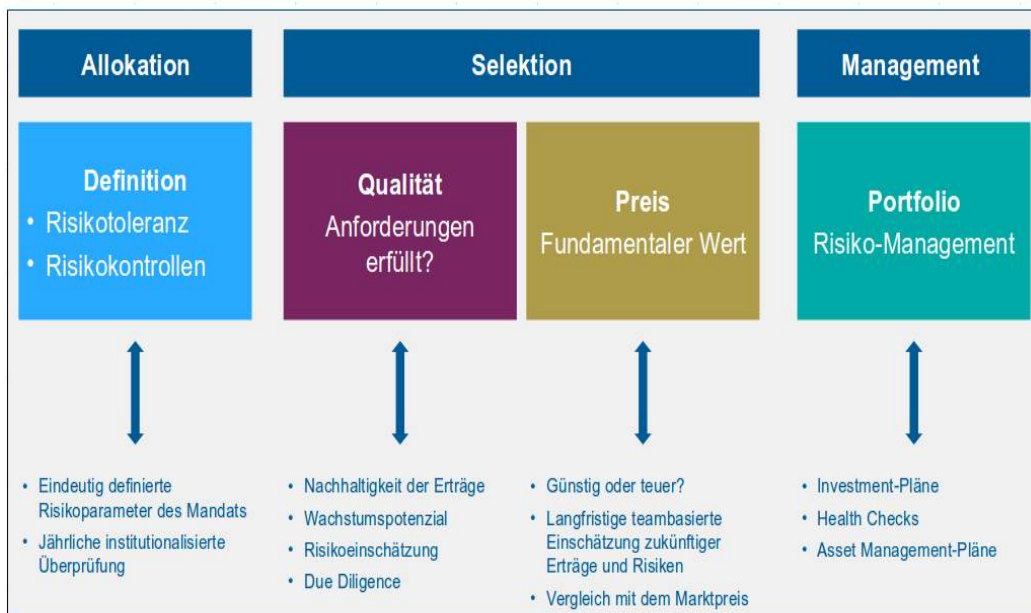 Allokation
Selektion
Management
Definition
• Risikotoleranz
• Risikokontrollen
Qualität
Anforderungen
erfüllt?
Preis
Fundamentaler Wert
Portfolio
Risiko-Management
• Eindeutig definierte
Risikoparameter des Mandats
• Jährliche institutionalisierte
Überprüfung
• Nachhaltigkeit der Erträge
• Wachstumspotenzial
• Risikoeinschätzung
• Due Diligence
• Günstig oder teuer?
• Langfristige teambasierte
Einschätzung zukünftiger
Erträge und Risiken
• Vergleich mit dem Marktpreis
• Investment-Pläne
• Health Checks
• Asset Management-Pläne